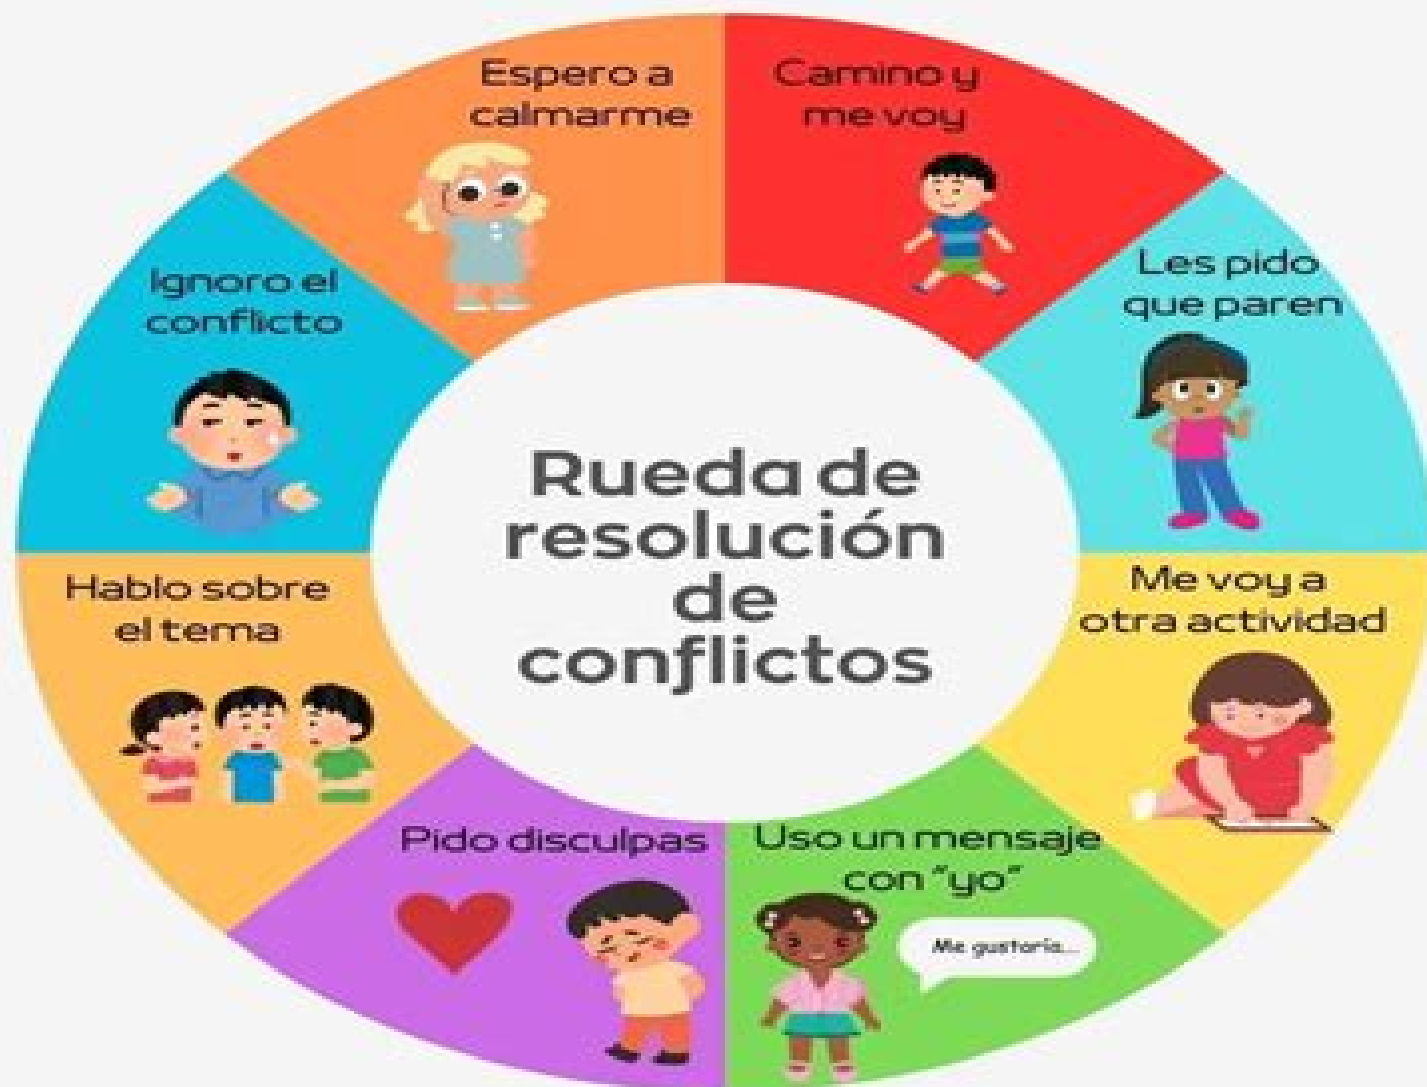 Espero a
calmarme
Camino y
me voy
Les pido
que paren
Me voy a
otra actividad
Uso un mensaje
con "yo"
Me gustaría...
Pido disculpas
Hablo sobre
el tema
Ignoro el
conflicto
Rueda de
resolución
de
conflictos